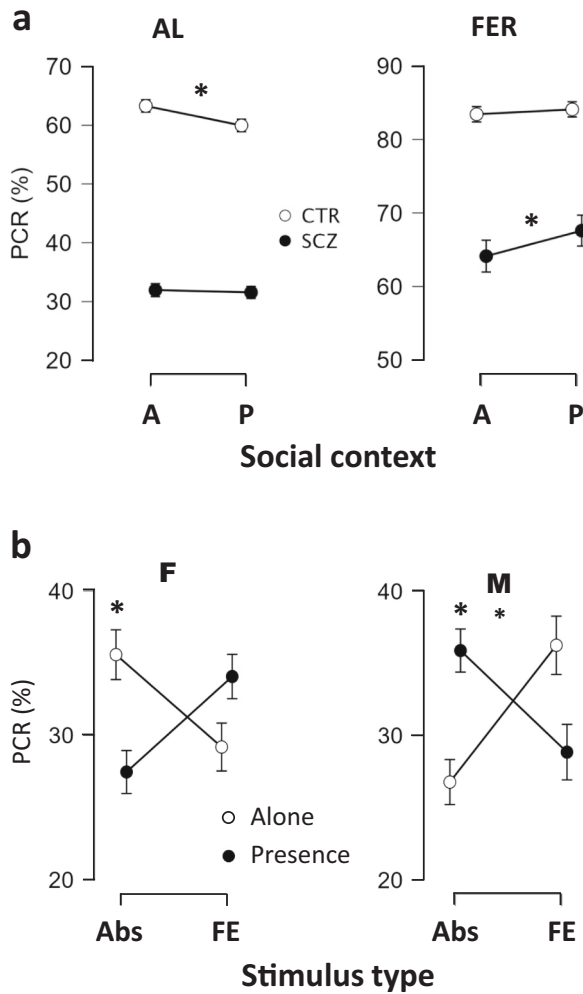 a
AL
FER
70
60
50
40
30
20
PCR (%)
CTR
SCZ
90
80
70
60
50
A P
A P
Social context
b
F
M
*
*
* *
40
30
20
PCR (%)
Alone
Presence
40
30
20
*
Abs FE
Abs FE
Stimulus type